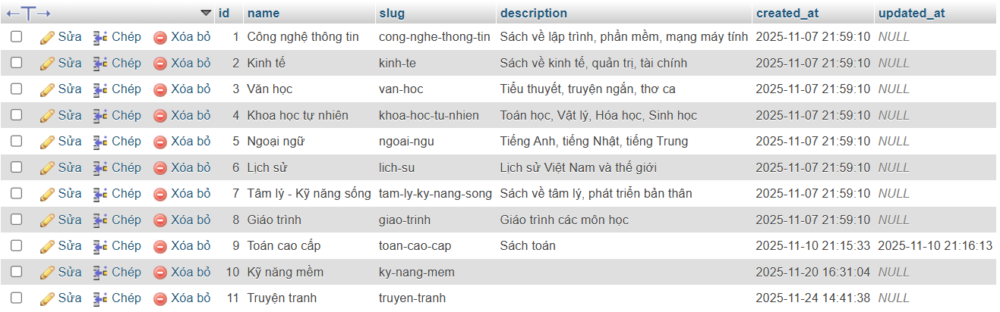 id name slug description created_at updated_at
Sửa Chép Xóa bỏ 1 Công nghệ thông tin cong-nghe-thong-tin Sách về lập trình, phần mềm, mạng máy tính 2025-11-07 21:59:10 NULL
Sửa Chép Xóa bỏ 2 Kinh tế kinh-te Sách về kinh tế, quản trị, tài chính 2025-11-07 21:59:10 NULL
Sửa Chép Xóa bỏ 3 Văn học van-hoc Tiểu thuyết, truyện ngắn, thơ ca 2025-11-07 21:59:10 NULL
Sửa Chép Xóa bỏ 4 Khoa học tự nhiên khoa-hoc-tu-nhien Toán học, Vật lý, Hóa học, Sinh học 2025-11-07 21:59:10 NULL
Sửa Chép Xóa bỏ 5 Ngoại ngữ ngoai-ngu Tiếng Anh, tiếng Nhật, tiếng Trung 2025-11-07 21:59:10 NULL
Sửa Chép Xóa bỏ 6 Lịch sử lich-su Lịch sử Việt Nam và thế giới 2025-11-07 21:59:10 NULL
Sửa Chép Xóa bỏ 7 Tâm lý - Kỹ năng sống tam-ly-ky-nang-song Sách về tâm lý, phát triển bản thân 2025-11-07 21:59:10 NULL
Sửa Chép Xóa bỏ 8 Giáo trình giao-trinh Giáo trình các môn học 2025-11-07 21:59:10 NULL
Sửa Chép Xóa bỏ 9 Toán cao cấp toan-cao-cap Sách toán 2025-11-10 21:15:33 2025-11-10 21:16:13
Sửa Chép Xóa bỏ 10 Kỹ năng mềm ky-nang-mem 2025-11-20 16:31:04 NULL
Sửa Chép Xóa bỏ 11 Truyện tranh truyen-tranh 2025-11-24 14:41:38 NULL